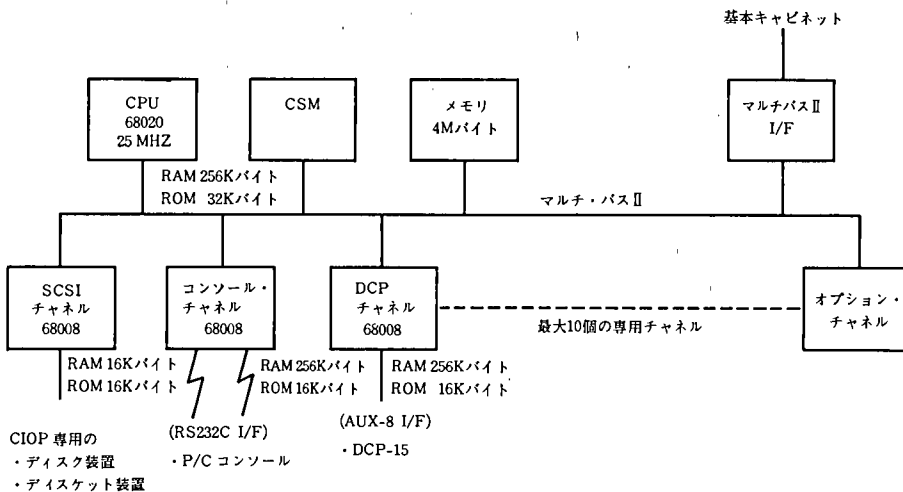 基本キャビネット
CPU
68020
25 MHZ
CSM
メモリ
4Mバイト
マルチバスⅡ
I/F
RAM 256Kバイト
ROM 32Kバイト
マルチ・バスⅡ
SCSI
チャネル
68008
コンソール・
チャネル
68008
DCP
チャネル
68008
最大10個の専用チャネル
オプション・
チャネル
RAM 16Kバイト
ROM 16Kバイト
RAM 256Kバイト
ROM 16Kバイト
RAM 256Kバイト
ROM 16Kバイト
CIOP 専用の
・ディスク装置
・ディスケット装置
(RS232C I/F)
・P/C コンソール
(AUX-8 I/F)
・DCP-15